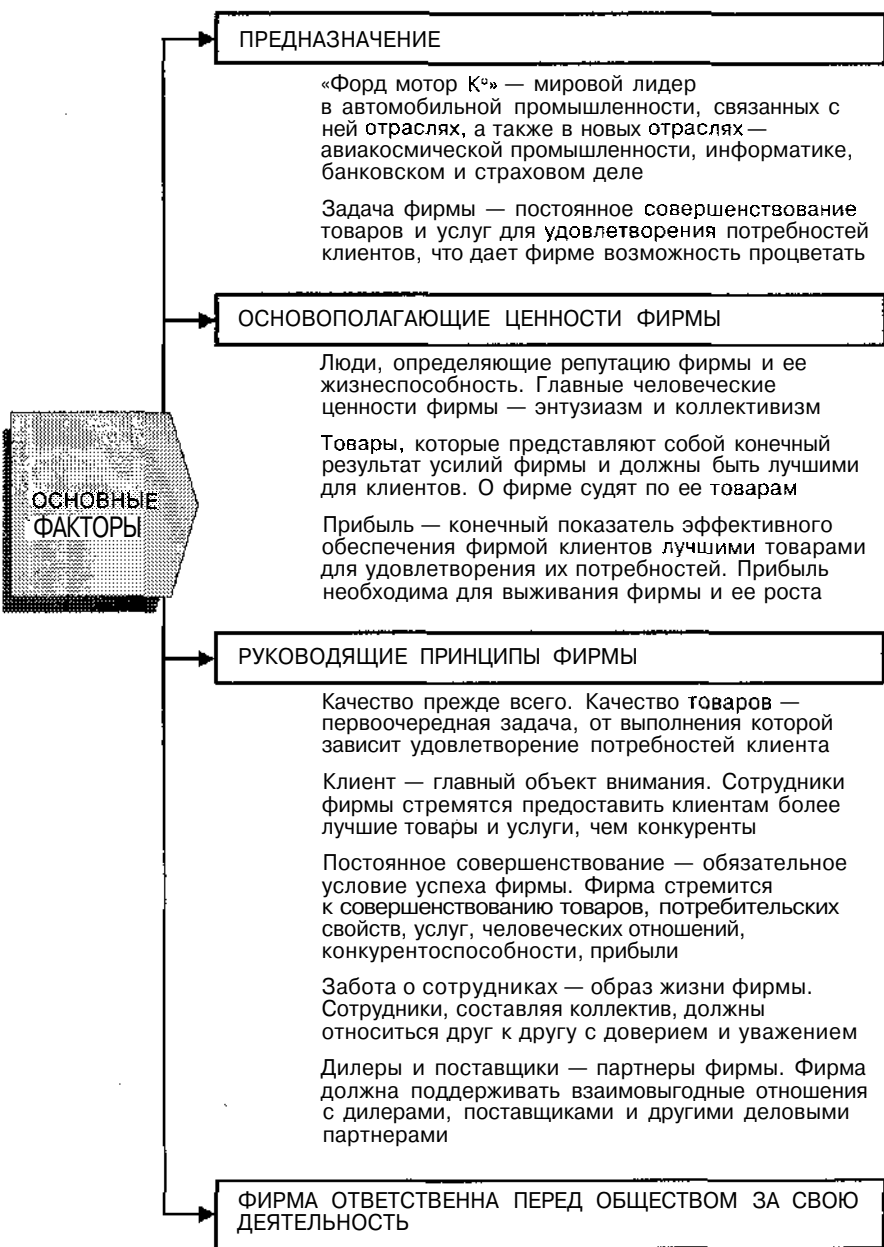 ПРЕДНАЗНАЧЕНИЕ
«Форд мотор Kº» — мировой лидер
в автомобильной промышленности, связанных с
ней отраслях, а также в новых отраслях —
авиакосмической промышленности, информатике,
банковском и страховом деле
Задача фирмы — постоянное совершенствование
товаров и услуг для удовлетворения потребностей
клиентов, что дает фирме возможность процветать
ОСНОВОПОЛАГАЮЩИЕ ЦЕННОСТИ ФИРМЫ
Люди, определяющие репутацию фирмы и ее
жизнеспособность. Главные человеческие
ценности фирмы — энтузиазм и коллективизм
Товары, которые представляют собой конечный
результат усилий фирмы и должны быть лучшими
для клиентов. О фирме судят по ее товарам
Прибыль — конечный показатель эффективного
обеспечения фирмой клиентов лучшими товарами
для удовлетворения их потребностей. Прибыль
необходима для выживания фирмы и ее роста
ОСНОВНЫЕ
ФАКТОРЫ
РУКОВОДЯЩИЕ ПРИНЦИПЫ ФИРМЫ
Качество прежде всего. Качество товаров —
первоочередная задача, от выполнения которой
зависит удовлетворение потребностей клиента
Клиент — главный объект внимания. Сотрудники
фирмы стремятся предоставить клиентам более
лучшие товары и услуги, чем конкуренты
Постоянное совершенствование — обязательное
условие успеха фирмы. Фирма стремится
к совершенствованию товаров, потребительских
свойств, услуг, человеческих отношений,
конкурентоспособности, прибыли
Забота о сотрудниках — образ жизни фирмы.
Сотрудники, составляя коллектив, должны
относиться друг к другу с доверием и уважением
Дилеры и поставщики — партнеры фирмы. Фирма
должна поддерживать взаимовыгодные отношения
с дилерами, поставщиками и другими деловыми
партнерами
ФИРМА ОТВЕТСТВЕННА ПЕРЕД ОБЩЕСТВОМ ЗА СВОЮ
ДЕЯТЕЛЬНОСТЬ